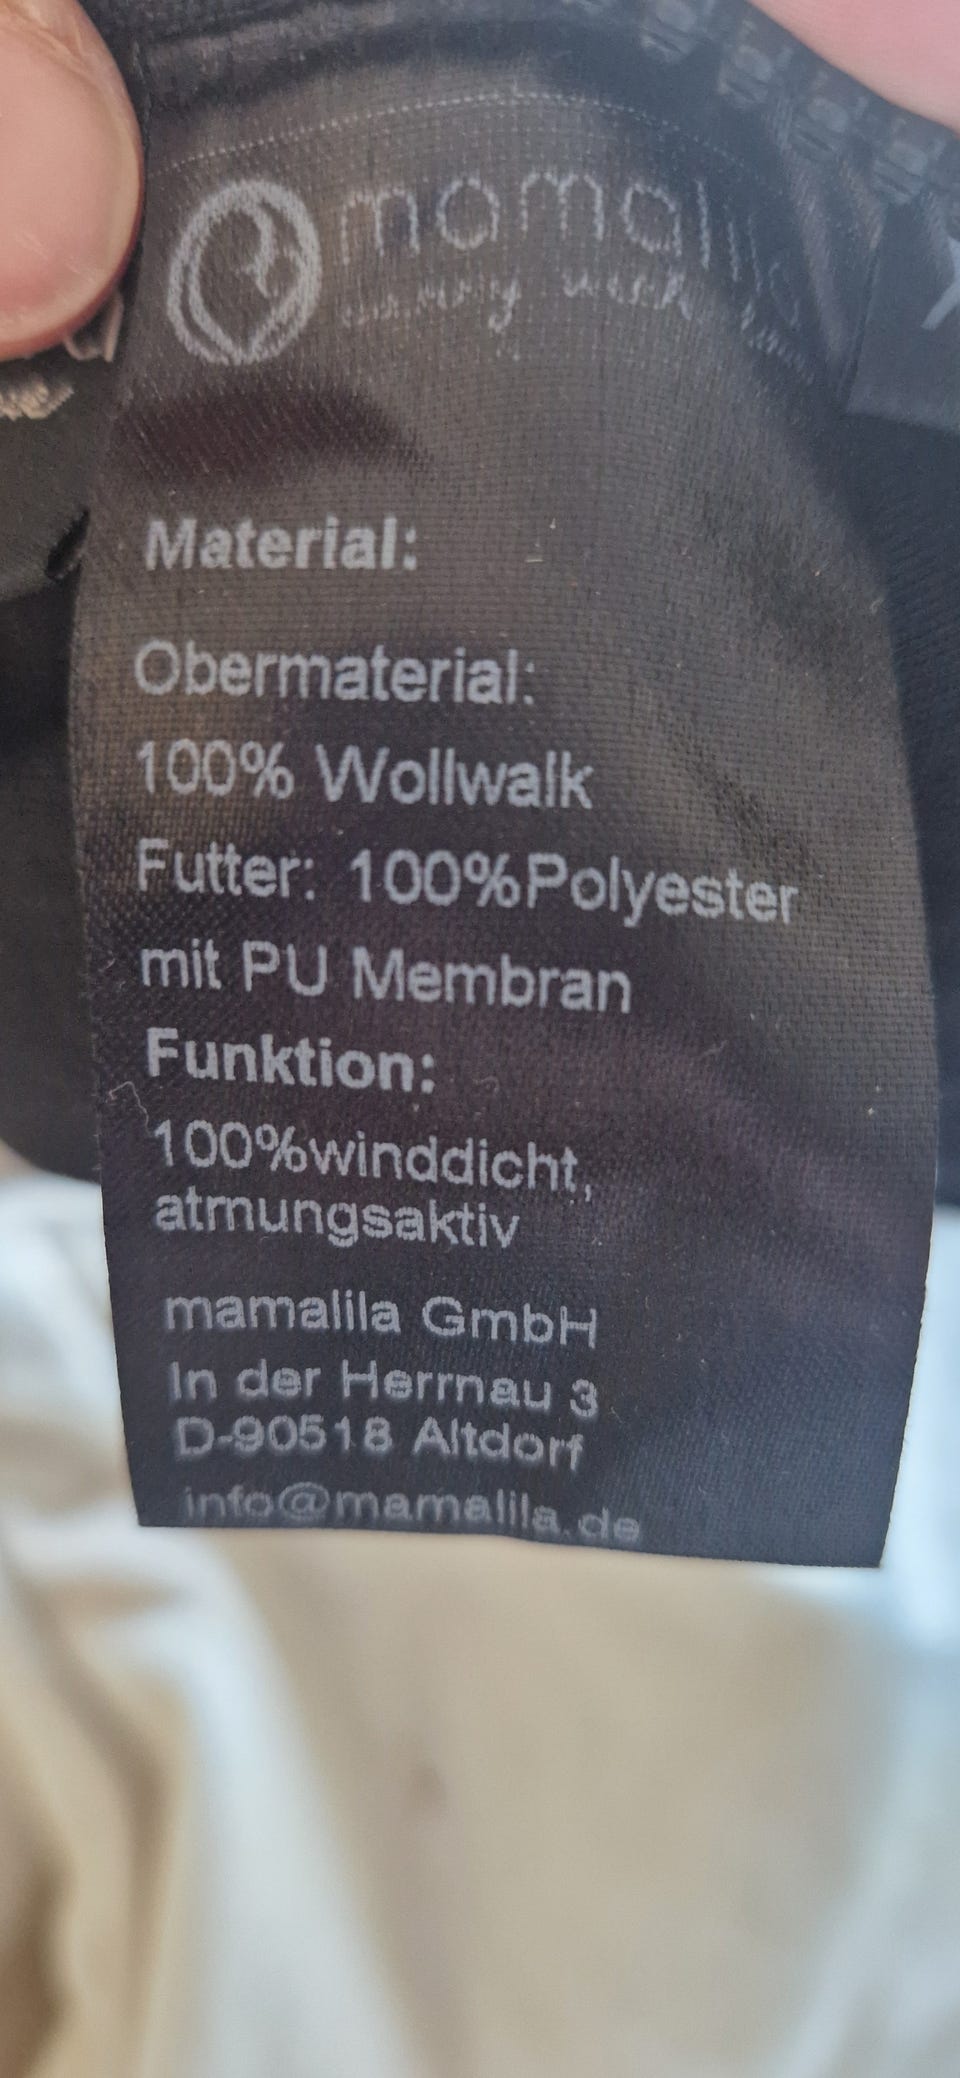 mamalila
Material:
Obermaterial:
100% Wollwalk
Futter: 100%Polyester
mit PU Membran
Funktion:
100%winddicht,
atmungsaktiv
mamalila GmbH
In der Herrnau 3
D-90518 Altdorf
info@mamalila.de